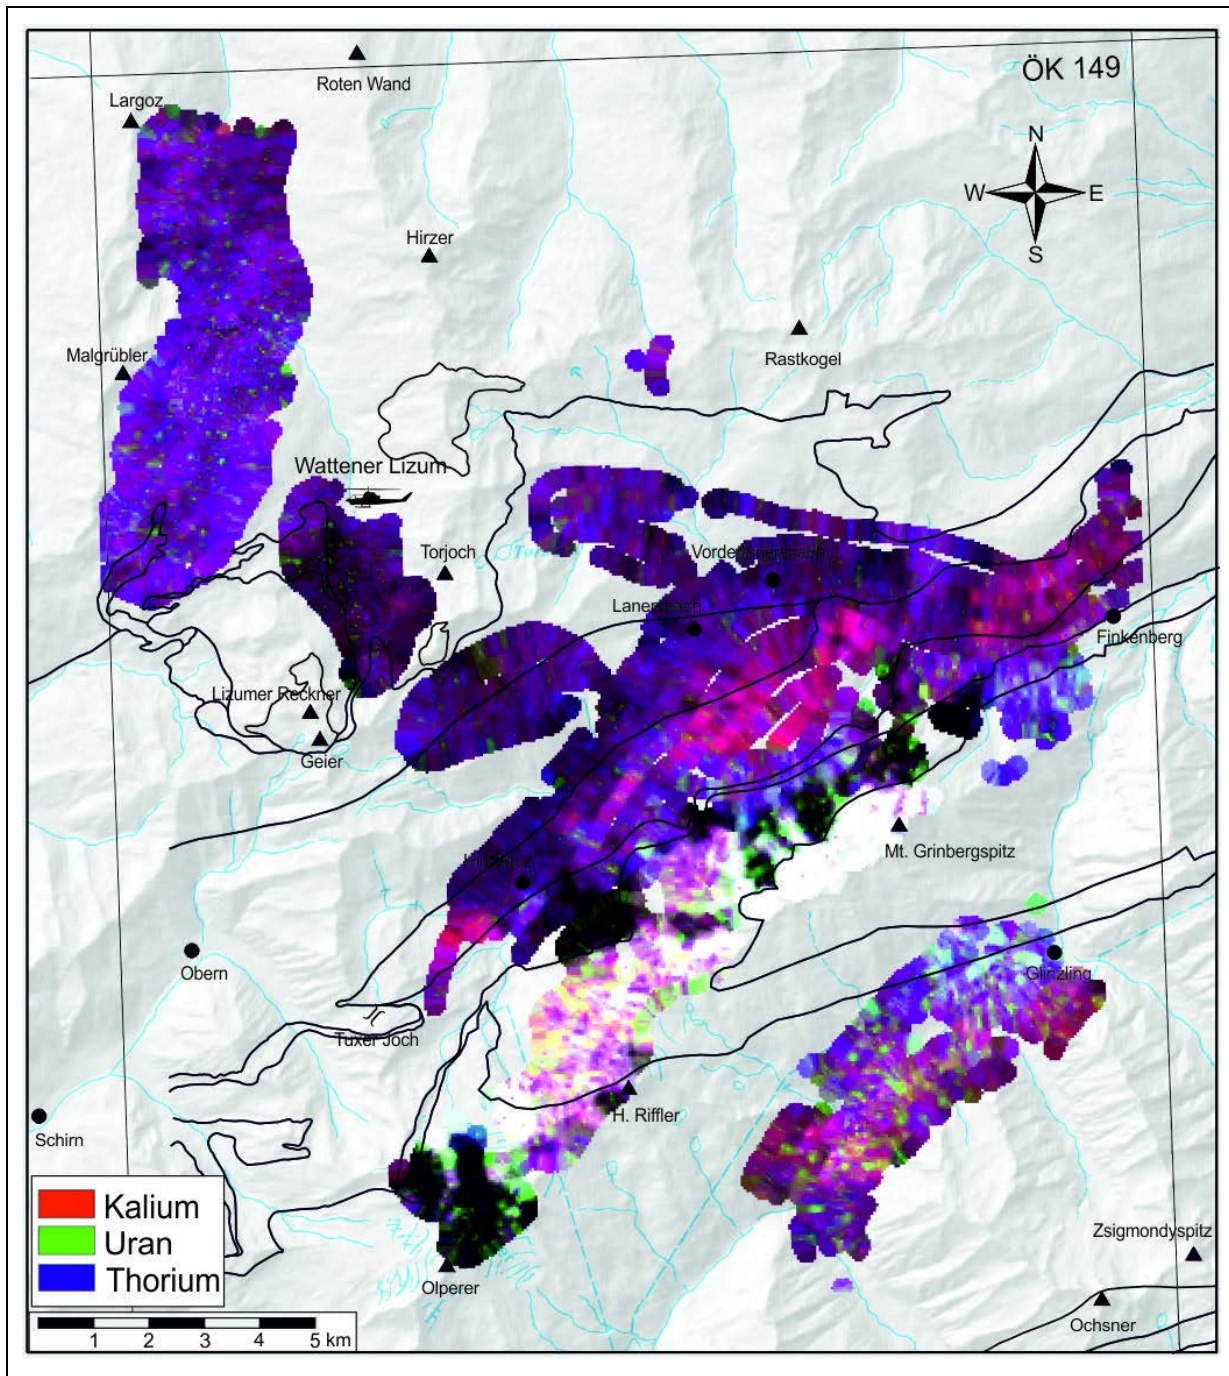 ÖK 149
Roten Wand
Largoz
N
W
E
S
Hirzer
Rastkogel
Malgrübler
Wattener Lizum
Torjoch
Lanersbach
Finkenberg
Lizumer Reckner
Geier
Mt. Grinbergspitz
Obern
Glinzling
Tuxer Joch
H. Riffler
Schirn
Kalium
Uran
Thorium
Zsigmondyspitz
Olperer
Ochsner
1 2 3 4 5 km